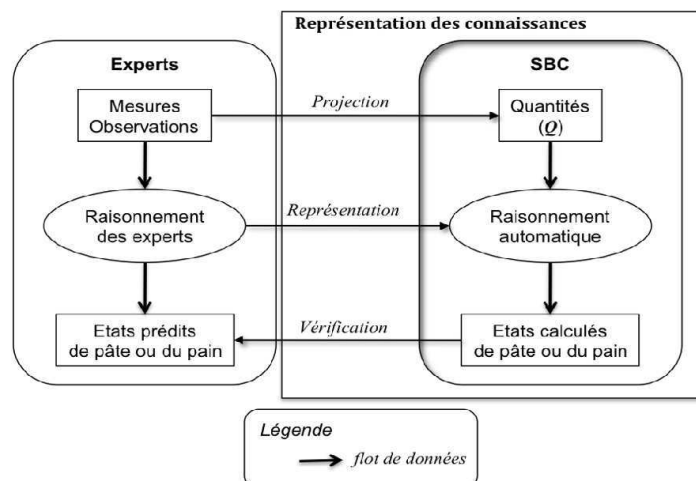 Représentation des connaissances
Experts
SBC
Mesures
Observations
Projection
Quantités
(Q)
Raisonnement
des experts
Représentation
Raisonnement
automatique
Etats prédits
de pâte ou du pain
Vérification
Etats calculés
de pâte ou du pain
Légende
flot de données